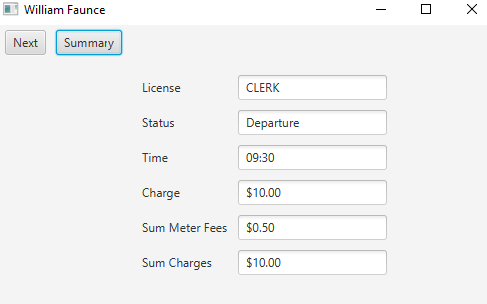 William Faunce
Next Summary
License CLERK
Status Departure
Time 09:30
Charge $10.00
Sum Meter Fees $0.50
Sum Charges $10.00